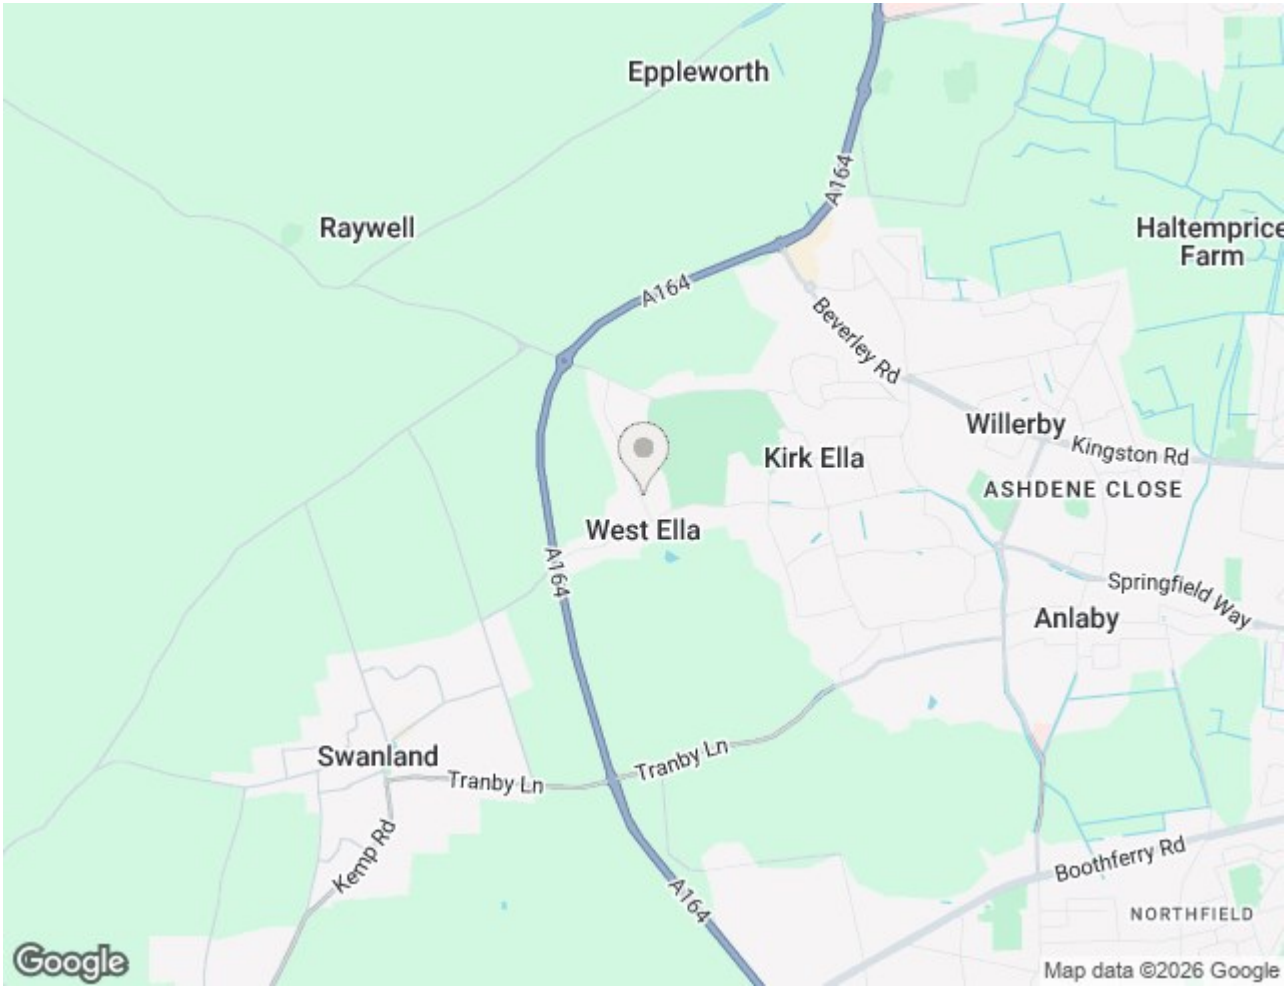 Eppleworth
A164
Raywell
Haltemprice
Farm
A164
Beverley Rd
Willerby
Kingston Rd
Kirk Ella
ASHDENE CLOSE
West Ella
A164
Springfield Way
Anlaby
Swanland
Tranby Ln
Tranby Ln
Kemp Rd
Boothferry Rd
A164
NORTHFIELD
Google
Map data ©2026 Google